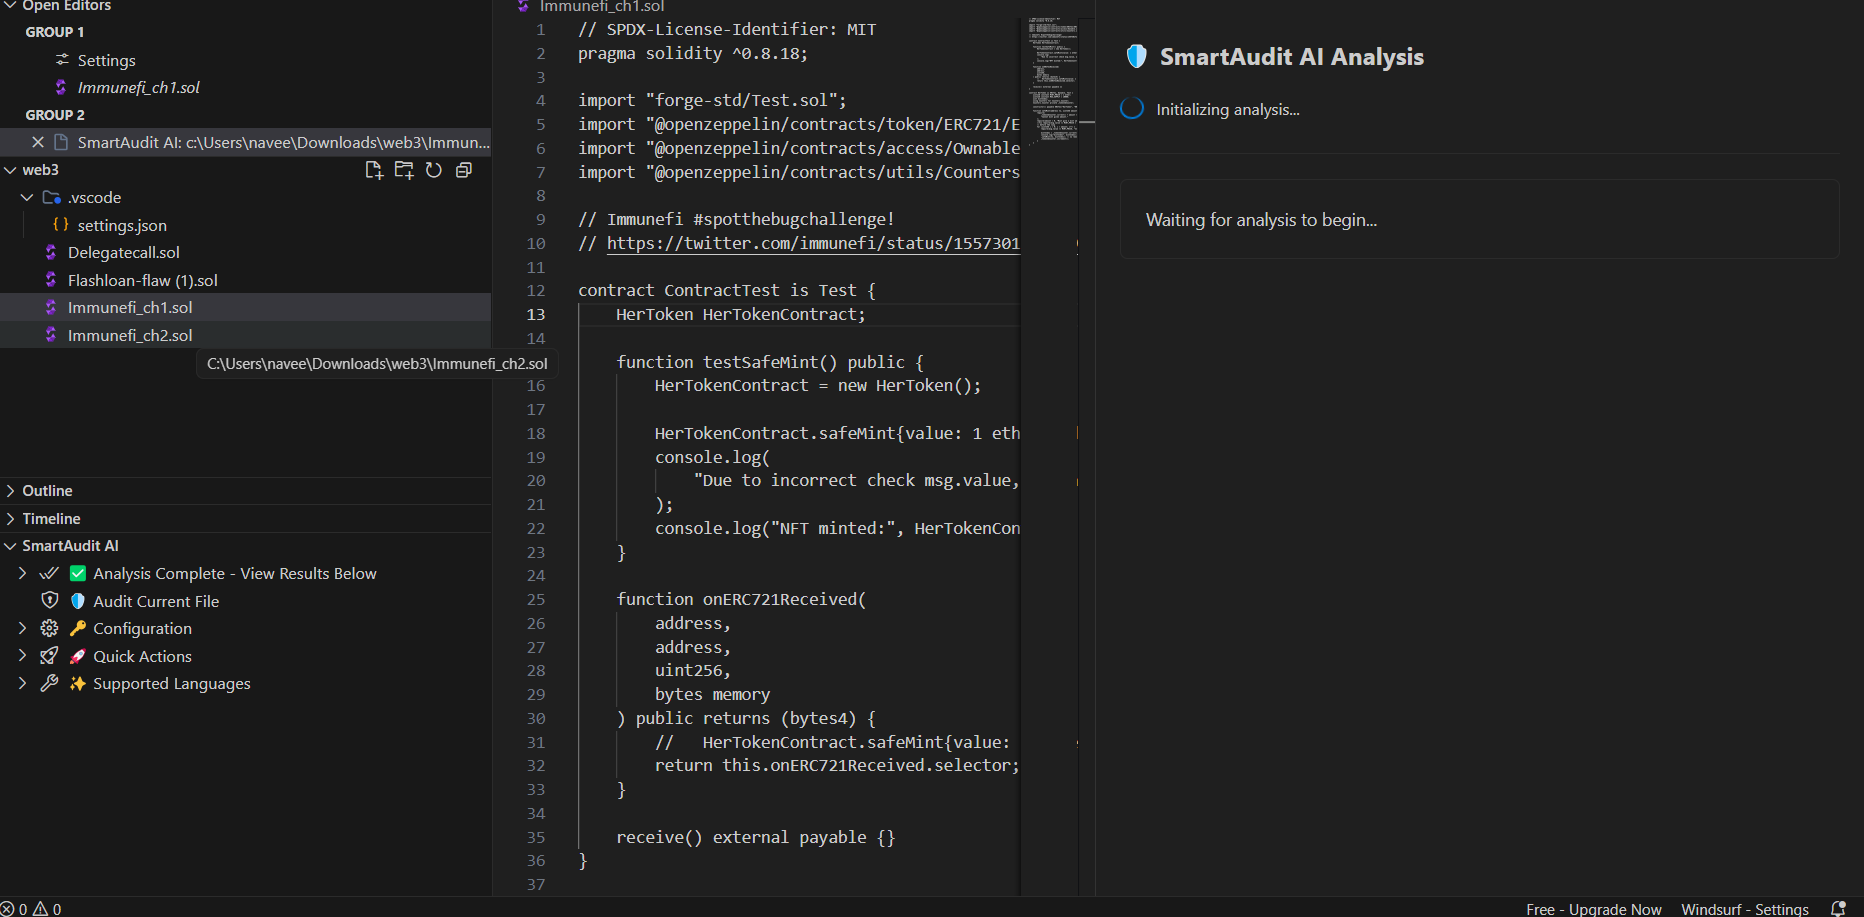 Open Editors
GROUP 1
Settings
Immunefi_ch1.sol
GROUP 2
SmartAudit AI: c:\Users\navee\Downloads\web3\Immun...
web3
.vscode
{ } settings.json
Delegatecall.sol
Flashloan-flaw (1).sol
Immunefi_ch1.sol
Immunefi_ch2.sol
C:\Users\navee\Downloads\web3\Immunefi_ch2.sol
Outline
Timeline
SmartAudit AI
Analysis Complete - View Results Below
Audit Current File
Configuration
Quick Actions
Supported Languages
Immunefi_ch1.sol
1 // SPDX-License-Identifier: MIT
2 pragma solidity ^0.8.18;
3
4 import "forge-std/Test.sol";
5 import "@openzeppelin/contracts/token/ERC721/E
6 import "@openzeppelin/contracts/access/Ownable
7 import "@openzeppelin/contracts/utils/Counters
8
9 // Immunefi #spotthebugchallenge!
10 // https://twitter.com/immunefi/status/1557301
11
12 contract ContractTest is Test {
13 HerToken HerTokenContract;
14
function testSafeMint() public {
16 HerTokenContract = new HerToken();
17
18 HerTokenContract.safeMint{value: 1 eth
19 console.log(
20 "Due to incorrect check msg.value,
21 );
22 console.log("NFT minted:", HerTokenCon
23 }
24
25 function onERC721Received(
26 address,
27 address,
28 uint256,
29 bytes memory
30 ) public returns (bytes4) {
31 // HerTokenContract.safeMint{value:
32 return this.onERC721Received.selector;
33 }
34
35 receive() external payable {}
36 }
37
SmartAudit AI Analysis
Initializing analysis...
Waiting for analysis to begin...
0 0
Free - Upgrade Now
Windsurf - Settings